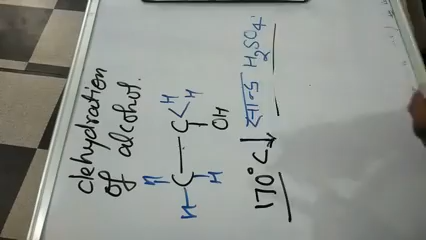 dehydration
of alcohol.
H H
H C C H
H OH
170°C सान्द्र H₂SO₄